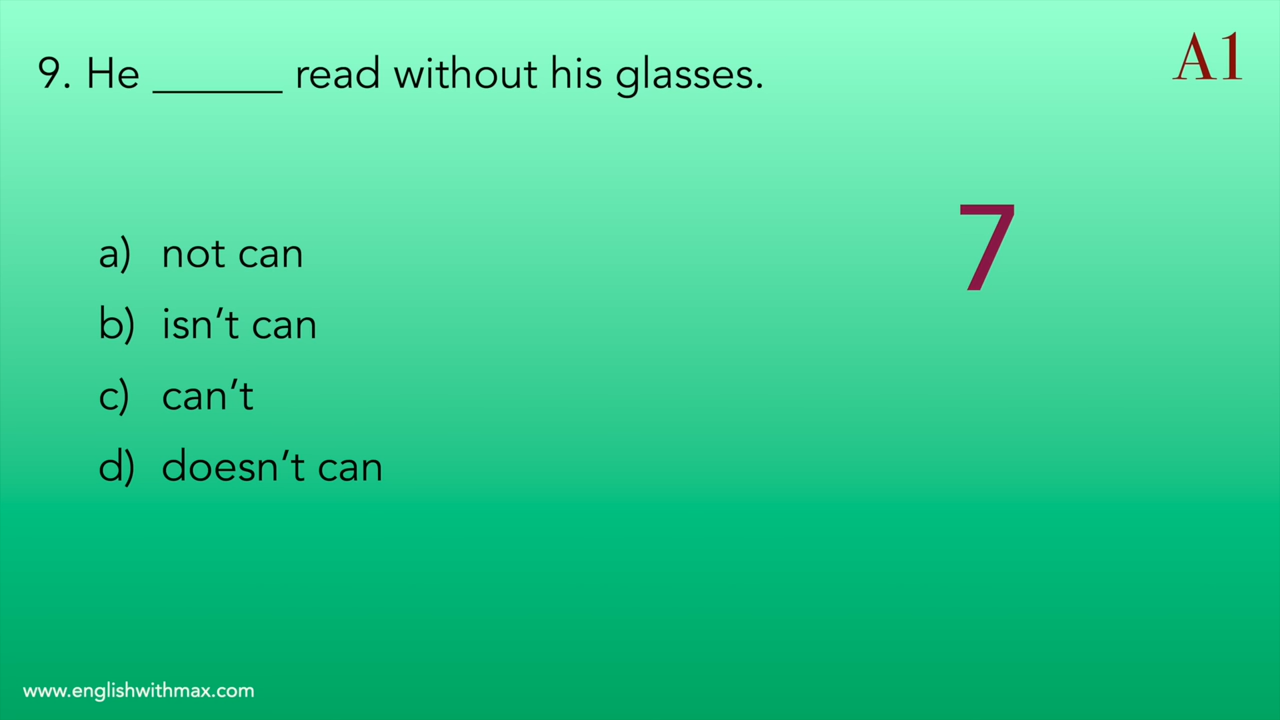 9. He ______ read without his glasses.
A1
7
a) not can
b) isn’t can
c) can’t
d) doesn’t can
www.englishwithmax.com